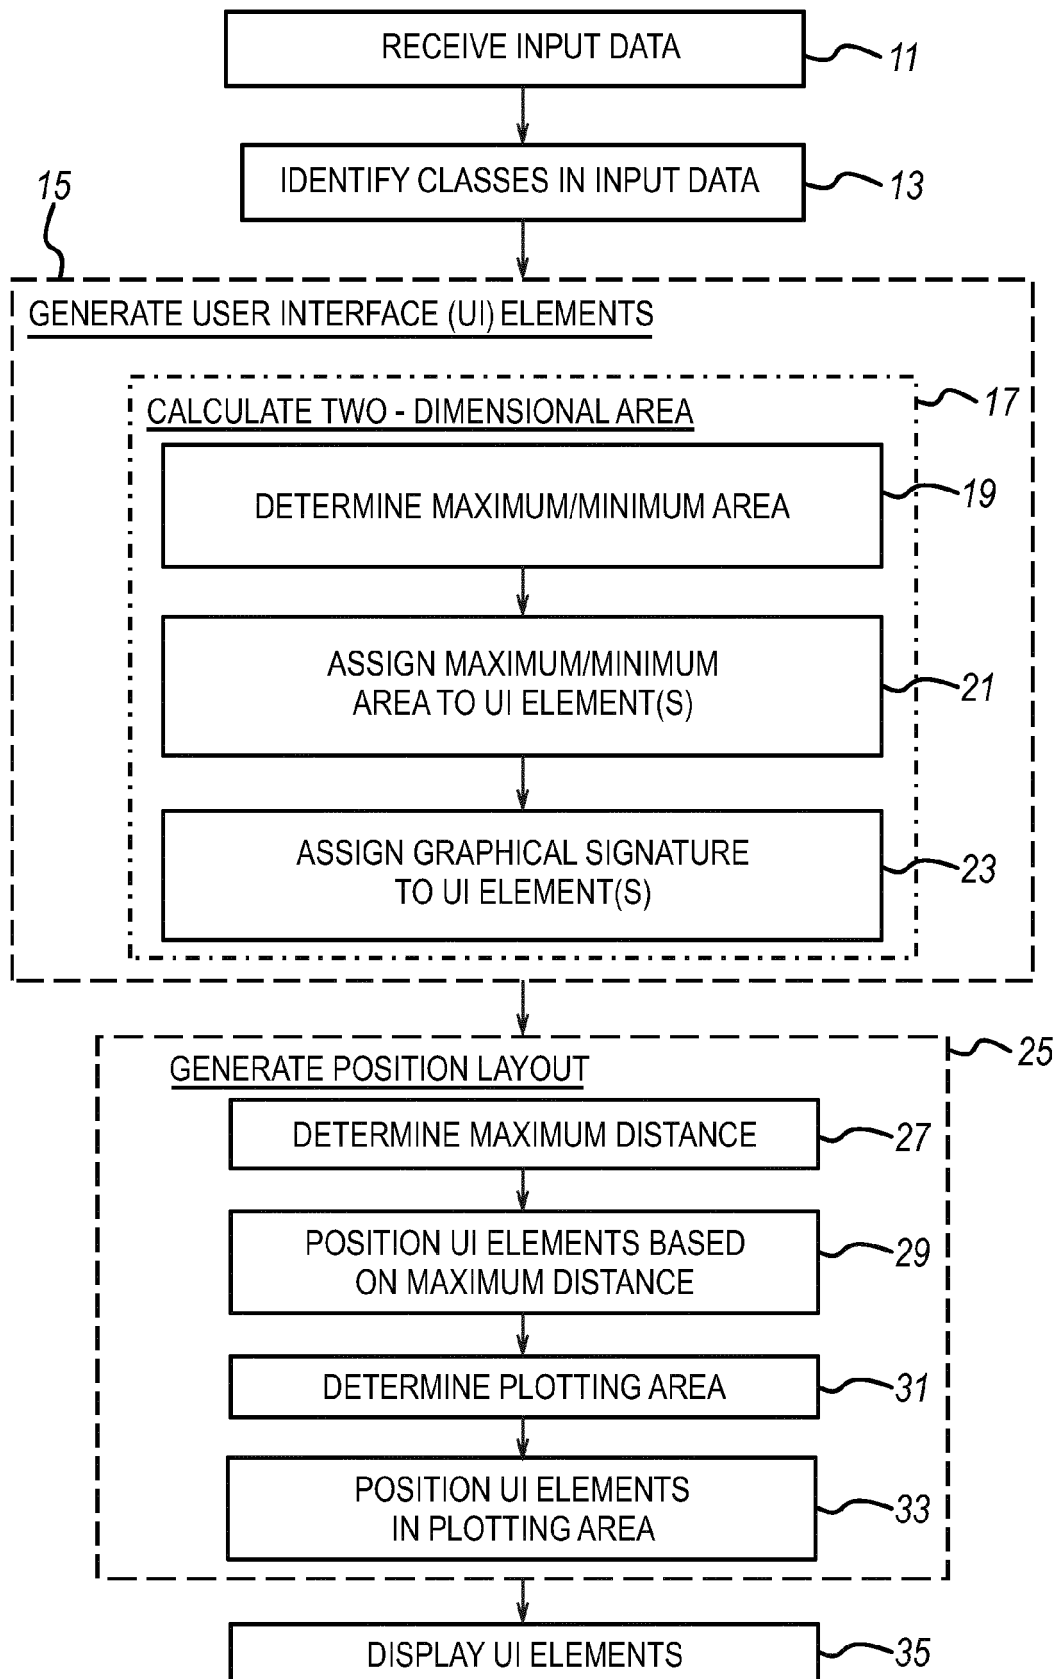 RECEIVE INPUT DATA
11
IDENTIFY CLASSES IN INPUT DATA
13
15
GENERATE USER INTERFACE (UI) ELEMENTS
17
CALCULATE TWO - DIMENSIONAL AREA
DETERMINE MAXIMUM/MINIMUM AREA
19
ASSIGN MAXIMUM/MINIMUM
AREA TO UI ELEMENT(S)
21
ASSIGN GRAPHICAL SIGNATURE
TO UI ELEMENT(S)
23
25
GENERATE POSITION LAYOUT
DETERMINE MAXIMUM DISTANCE
27
POSITION UI ELEMENTS BASED
ON MAXIMUM DISTANCE
29
DETERMINE PLOTTING AREA
31
POSITION UI ELEMENTS
IN PLOTTING AREA
33
DISPLAY UI ELEMENTS
35